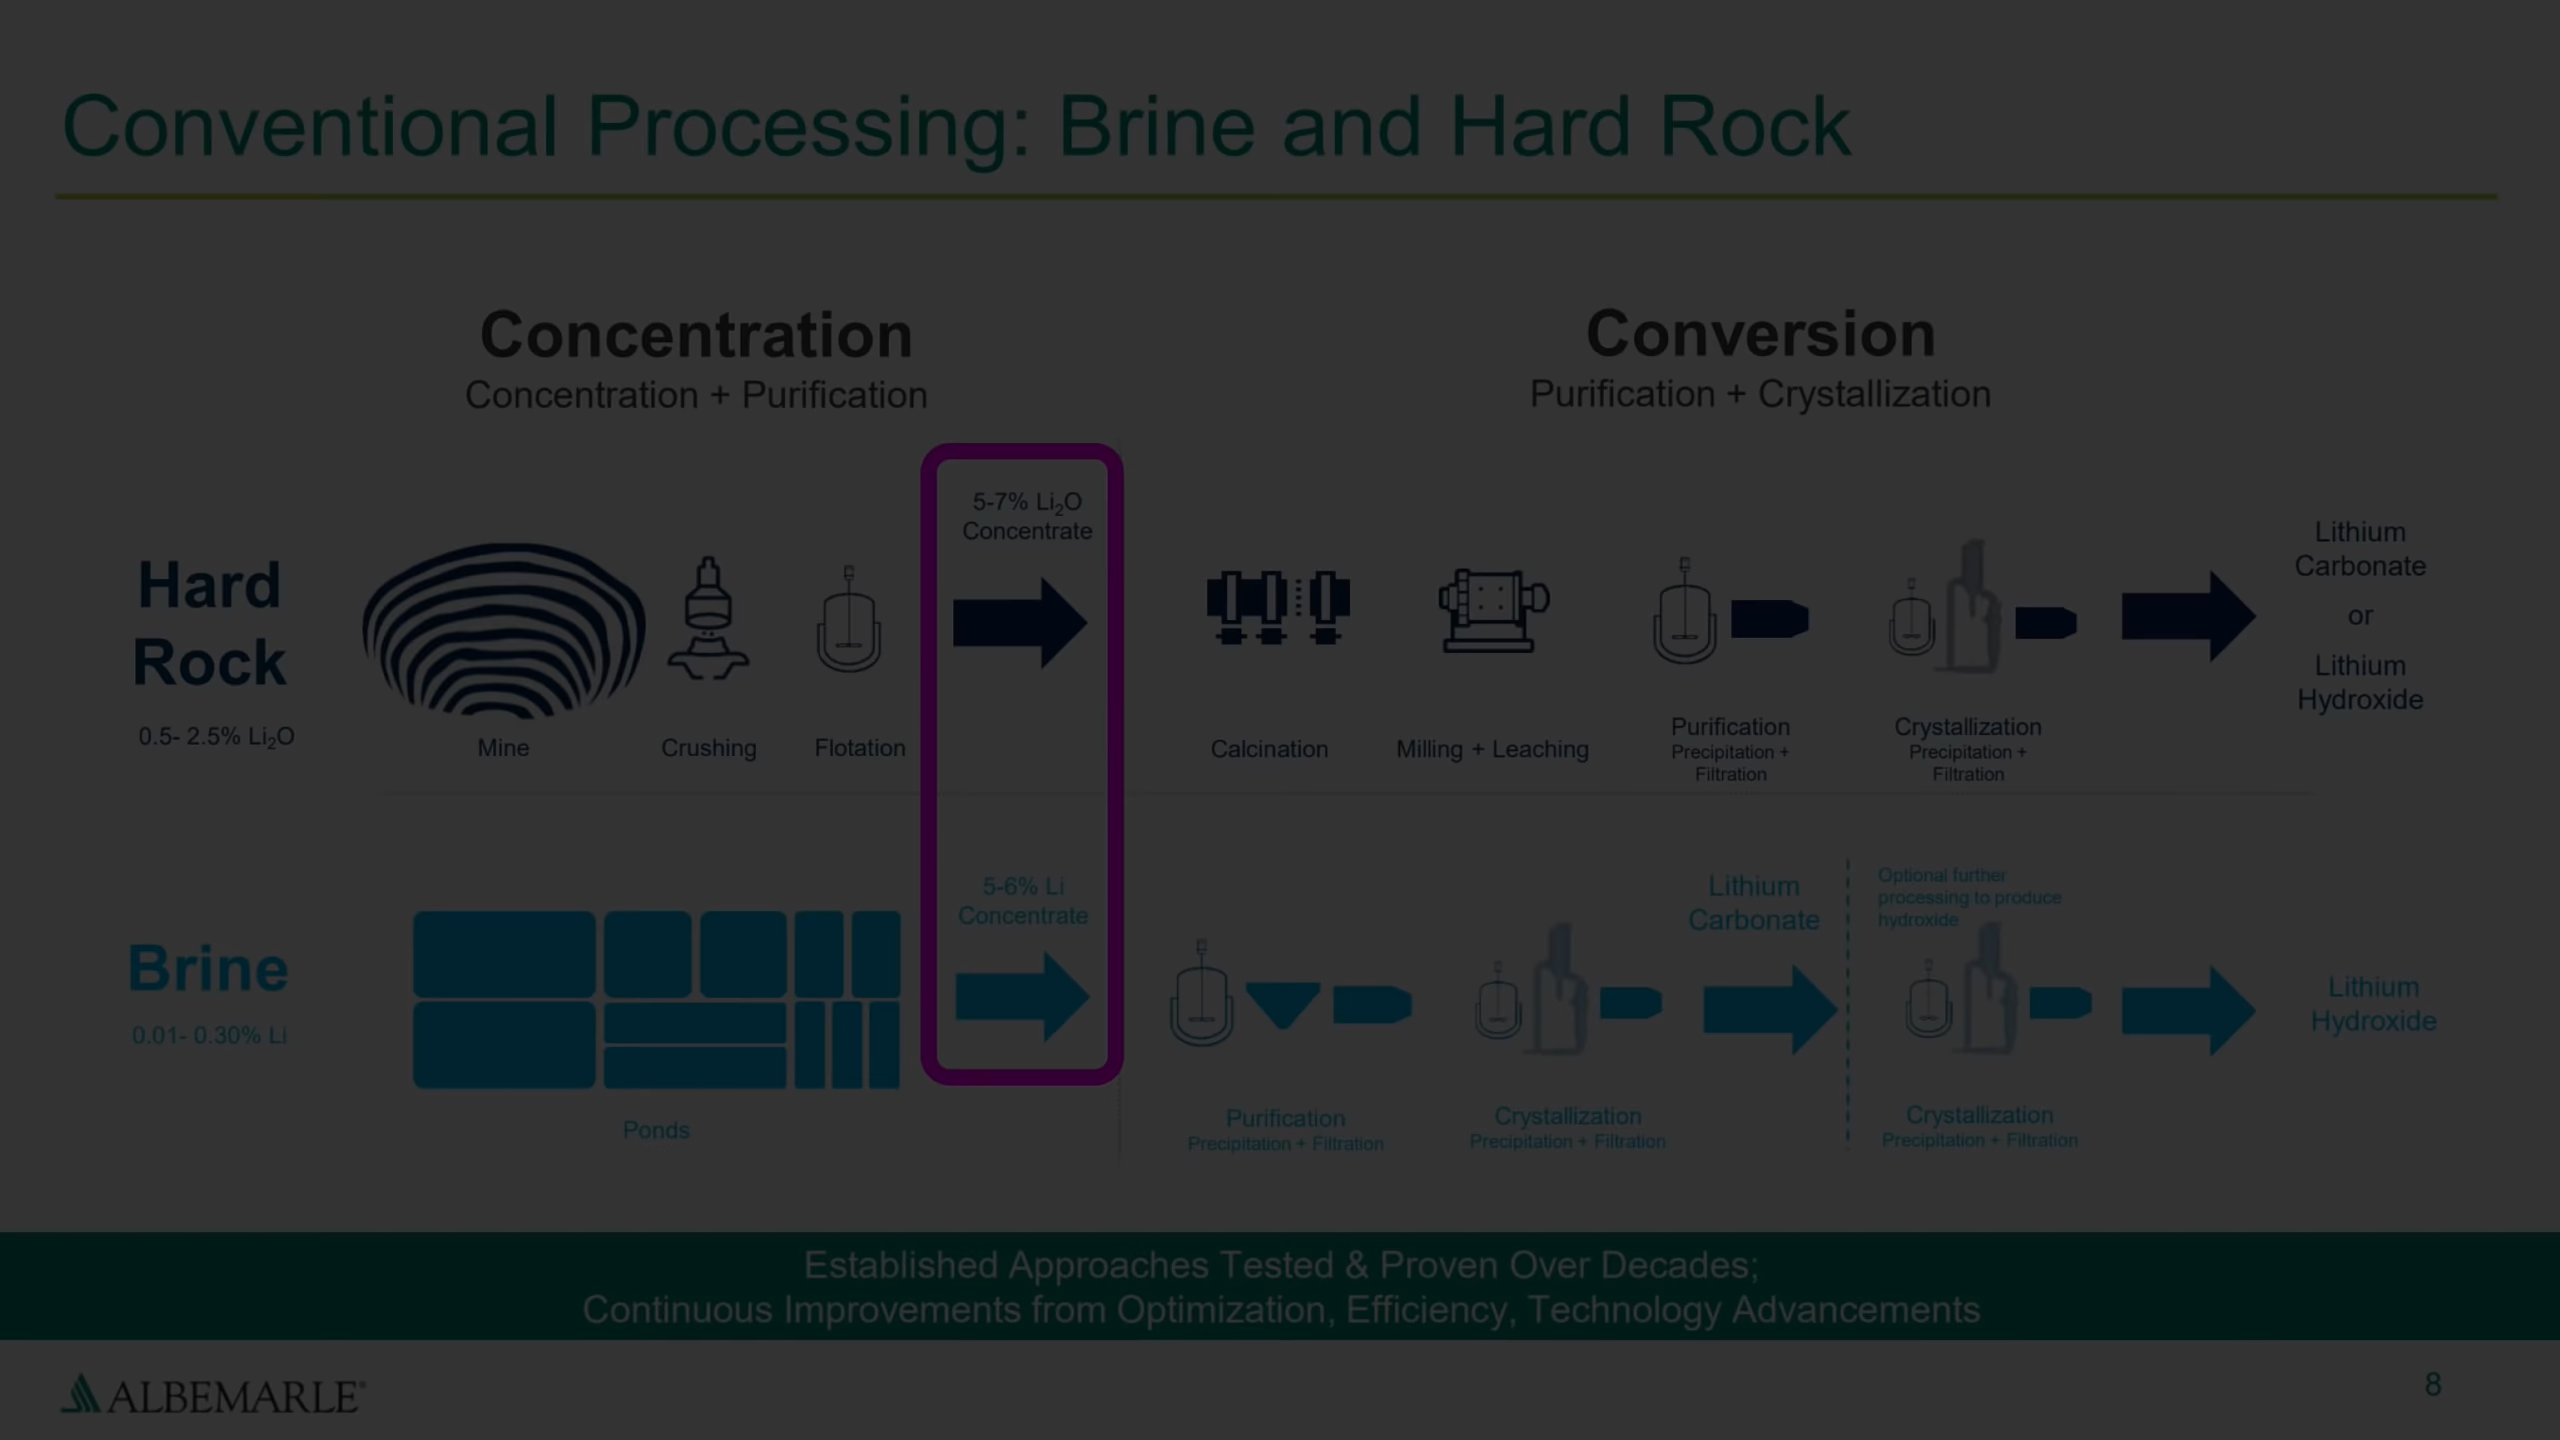 Conventional Processing: Brine and Hard Rock
Concentration
Concentration + Purification
Conversion
Purification + Crystallization
Hard
Rock
0.5- 2.5% Li₂O
Mine
Crushing
Flotation
5-7% Li₂O
Concentrate
Calcination
Milling + Leaching
Purification
Precipitation +
Filtration
Crystallization
Precipitation +
Filtration
Lithium
Carbonate
or
Lithium
Hydroxide
Brine
0.01- 0.30% Li
Ponds
5-6% Li
Concentrate
Purification
Precipitation + Filtration
Crystallization
Precipitation + Filtration
Lithium
Carbonate
Optional further
processing to produce
hydroxide
Crystallization
Precipitation + Filtration
Lithium
Hydroxide
Established Approaches Tested & Proven Over Decades;
Continuous Improvements from Optimization, Efficiency, Technology Advancements
ALBEMARLE®
8